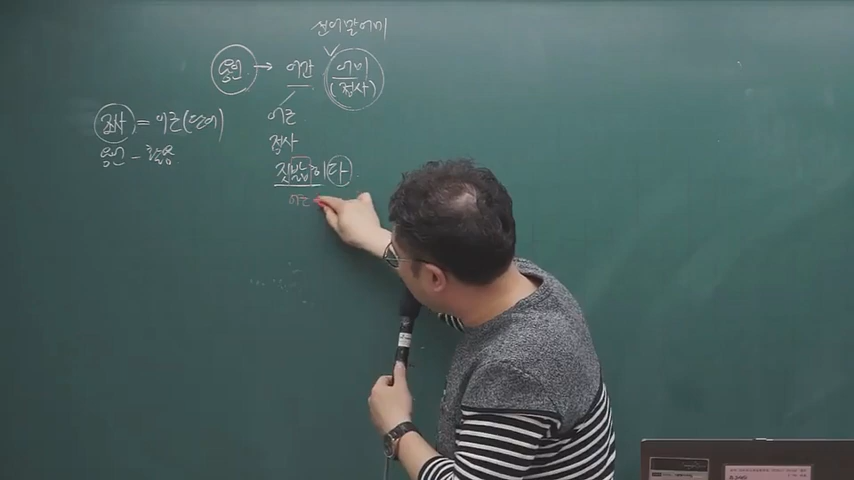 선어말어미
용언 → 어간 어미
(접사)
어근
접사
접사 = 어근(단어)
용언 - 활용
짓밟히다
어근